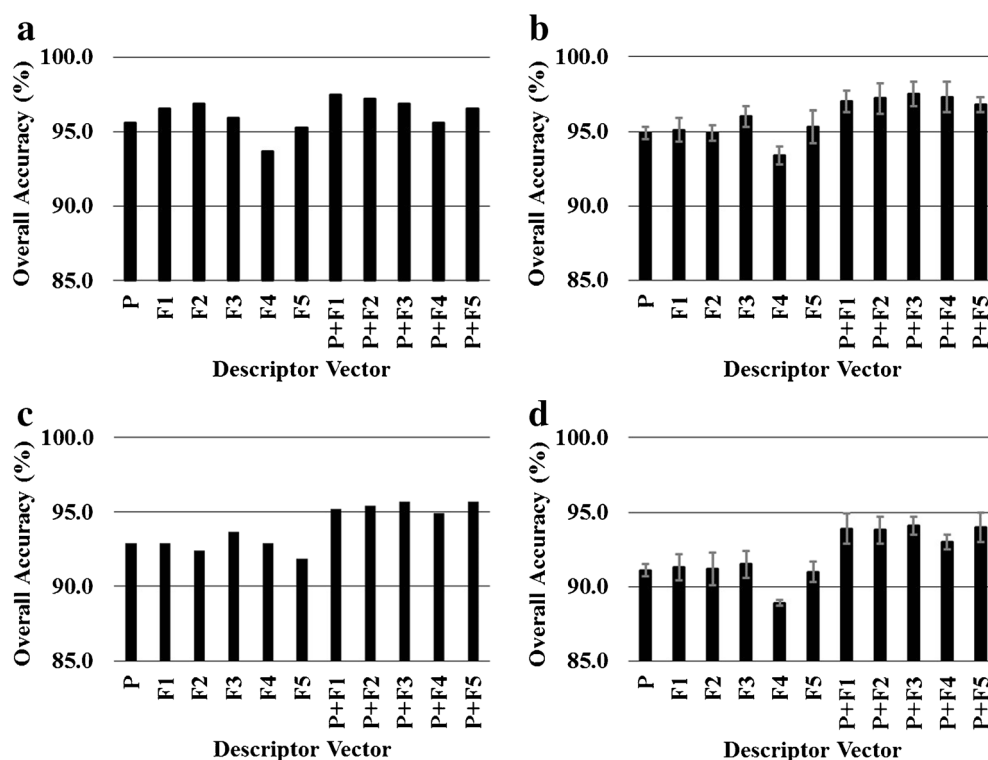 a
Overall Accuracy (%)
100.0
95.0
90.0
85.0
P
F1
F2
F3
F4
F5
P+F1
P+F2
P+F3
P+F4
P+F5
Descriptor Vector
b
Overall Accuracy (%)
100.0
95.0
90.0
85.0
P
F1
F2
F3
F4
F5
P+F1
P+F2
P+F3
P+F4
P+F5
Descriptor Vector
c
Overall Accuracy (%)
100.0
95.0
90.0
85.0
P
F1
F2
F3
F4
F5
P+F1
P+F2
P+F3
P+F4
P+F5
Descriptor Vector
d
Overall Accuracy (%)
100.0
95.0
90.0
85.0
P
F1
F2
F3
F4
F5
P+F1
P+F2
P+F3
P+F4
P+F5
Descriptor Vector